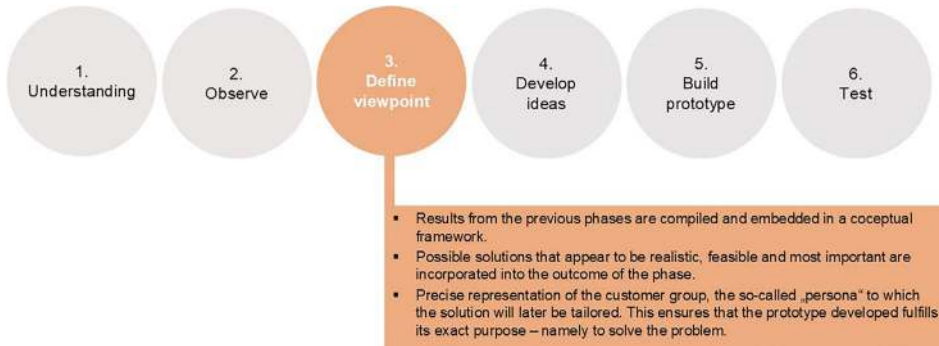 1.
Understanding
2.
Observe
3.
Define
viewpoint
4.
Develop
ideas
5.
Build
prototype
6.
Test
▪ Results from the previous phases are compiled and embedded in a coceptual
framework.
▪ Possible solutions that appear to be realistic, feasible and most important are
incorporated into the outcome of the phase.
▪ Precise representation of the customer group, the so-called „persona“ to which
the solution will later be tailored. This ensures that the prototype developed fulfills
its exact purpose – namely to solve the problem.